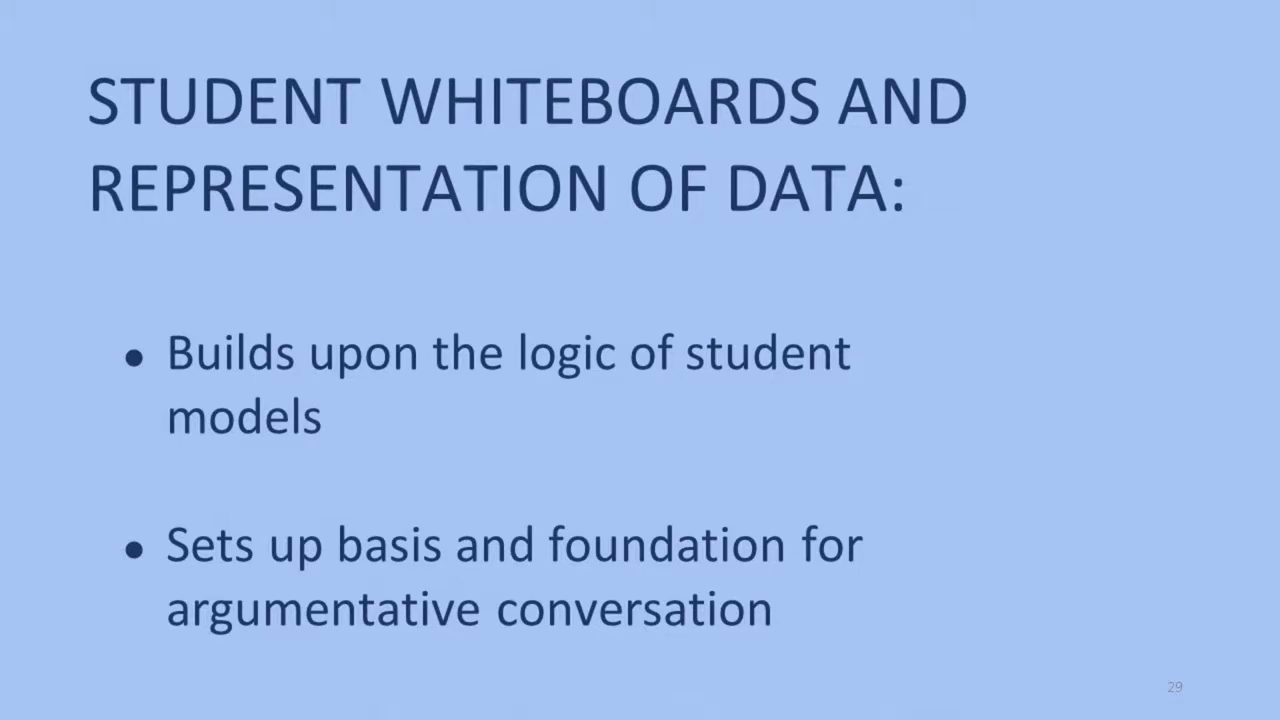 STUDENT WHITEBOARDS AND
REPRESENTATION OF DATA:
• Builds upon the logic of student
models
• Sets up basis and foundation for
argumentative conversation
29